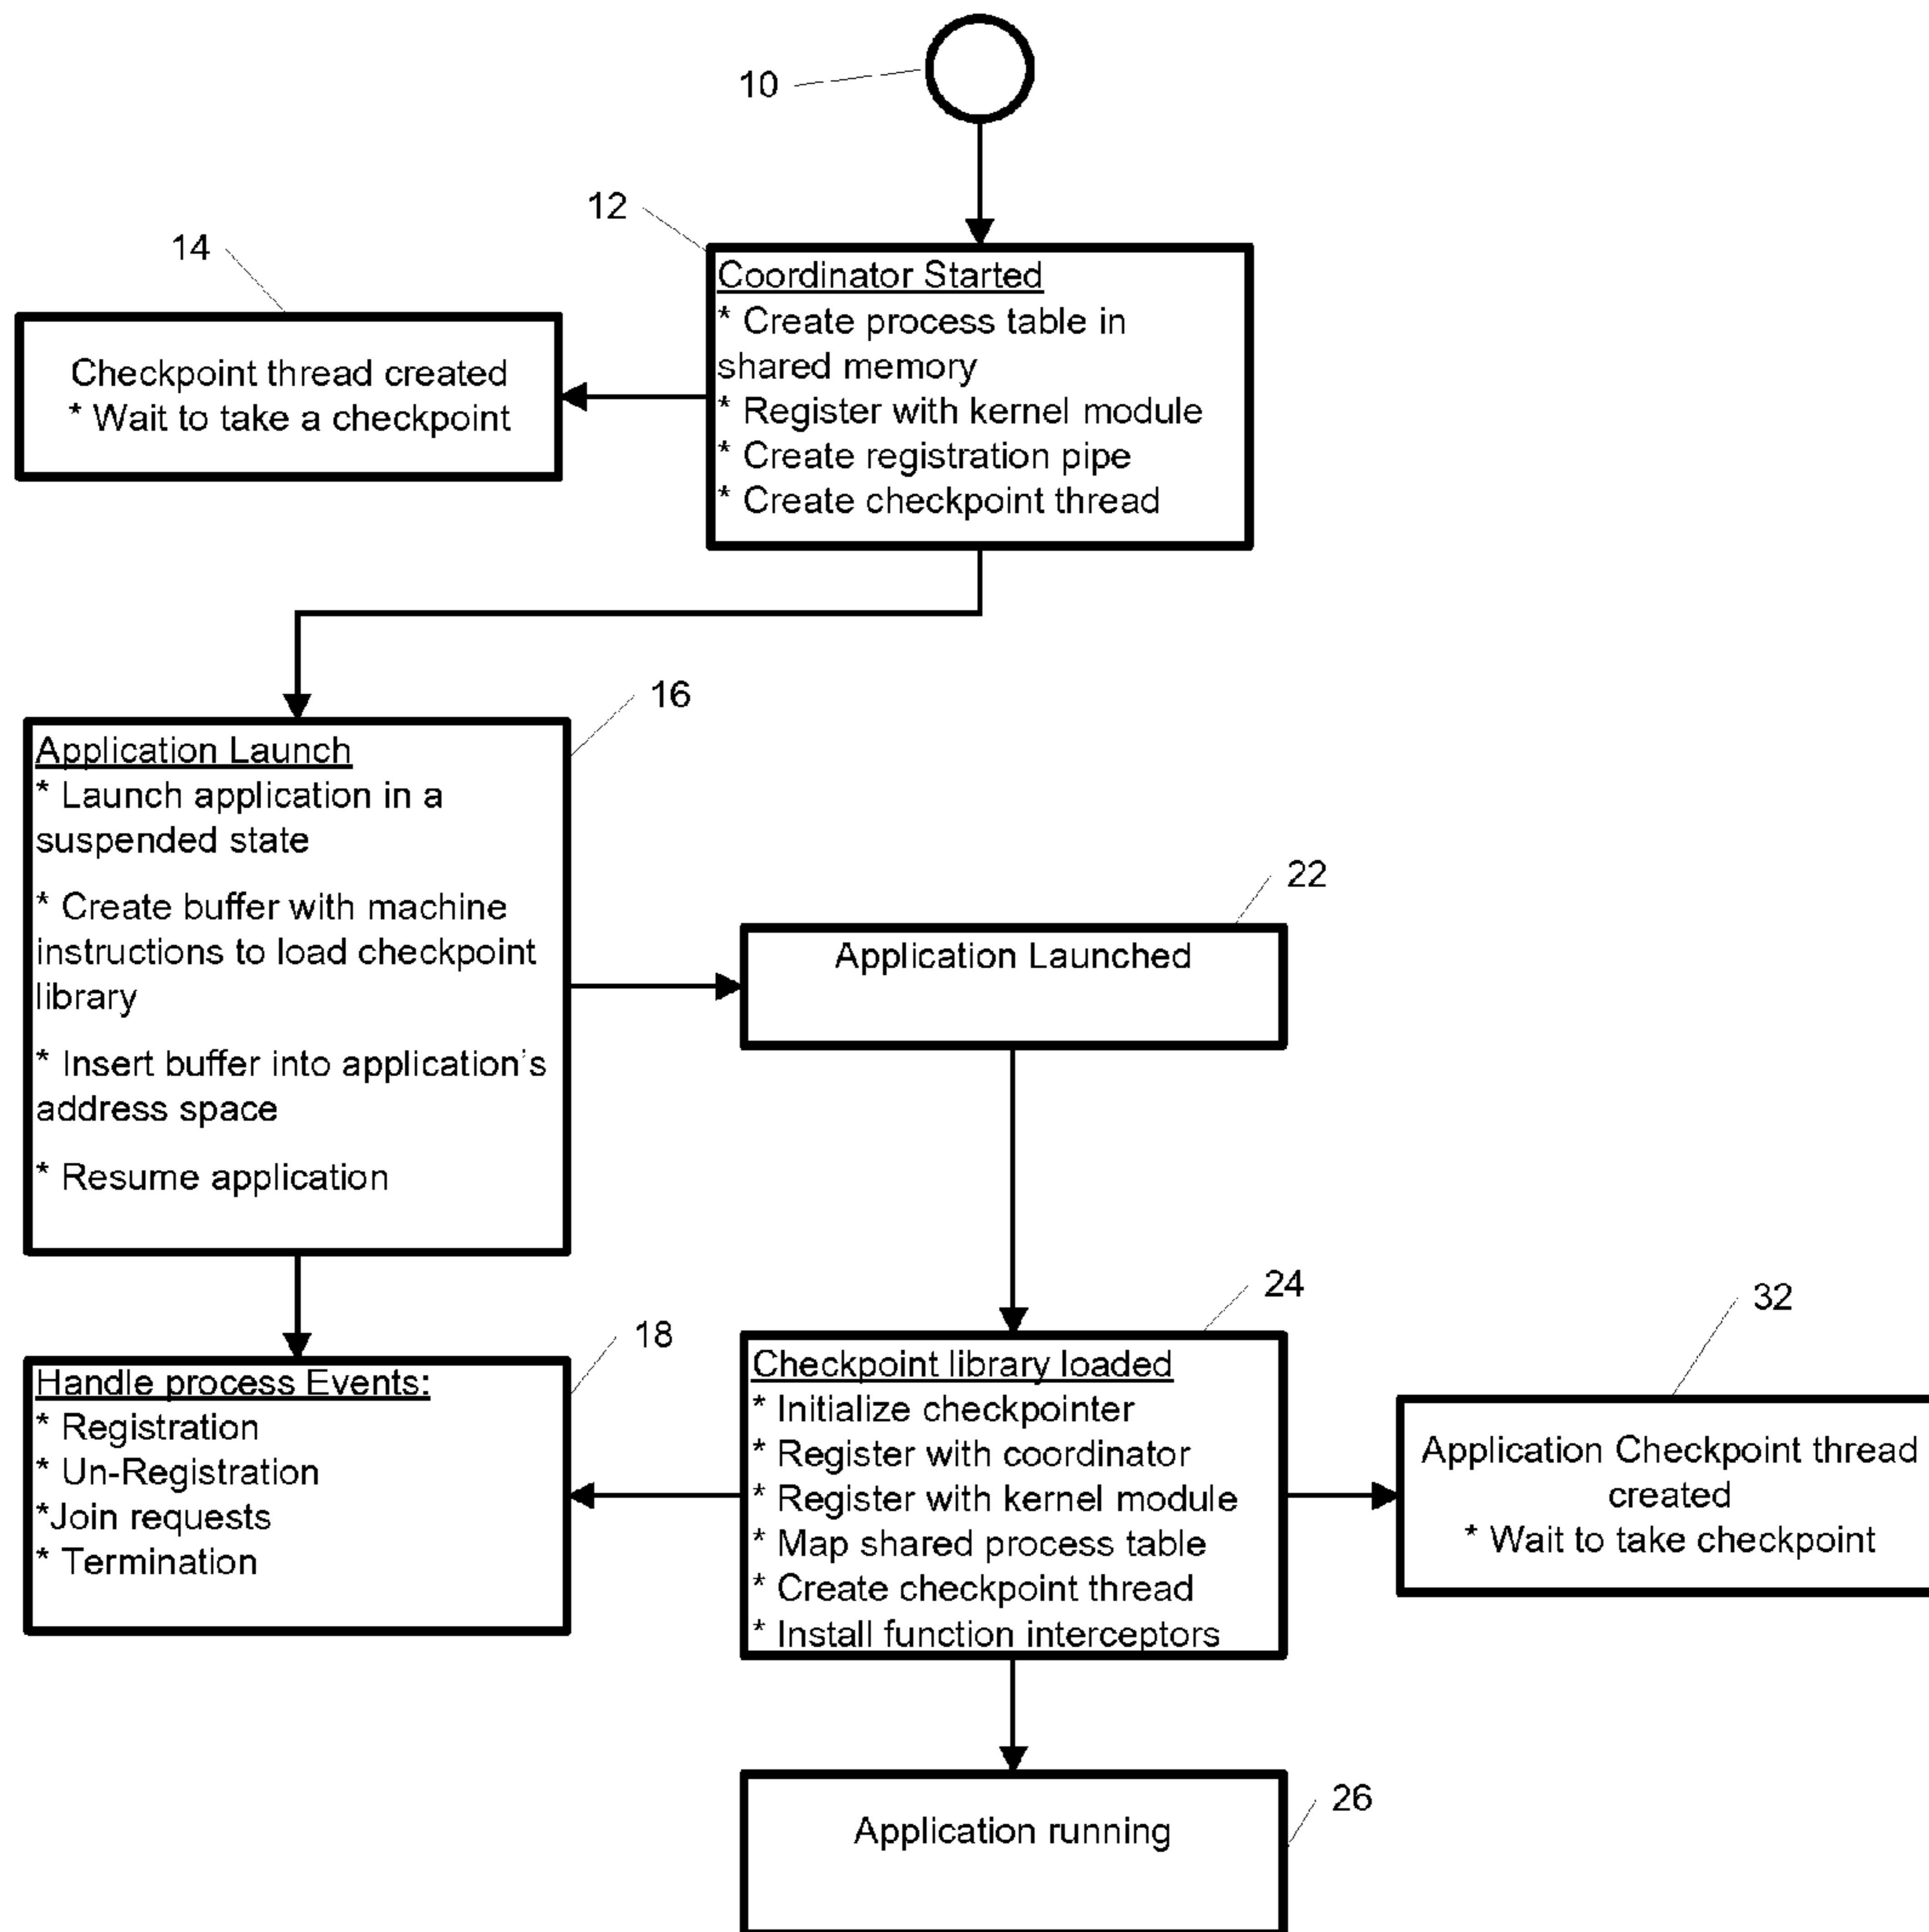 10
12
14
Coordinator Started
* Create process table in
shared memory
* Register with kernel module
* Create registration pipe
* Create checkpoint thread
Checkpoint thread created
* Wait to take a checkpoint
16
Application Launch
* Launch application in a
suspended state
* Create buffer with machine
instructions to load checkpoint
library
* Insert buffer into application's
address space
* Resume application
22
Application Launched
18
Handle process Events:
* Registration
* Un-Registration
*Join requests
* Termination
24
Checkpoint library loaded
* Initialize checkpointer
* Register with coordinator
* Register with kernel module
* Map shared process table
* Create checkpoint thread
* Install function interceptors
32
Application Checkpoint thread
created
* Wait to take checkpoint
26
Application running